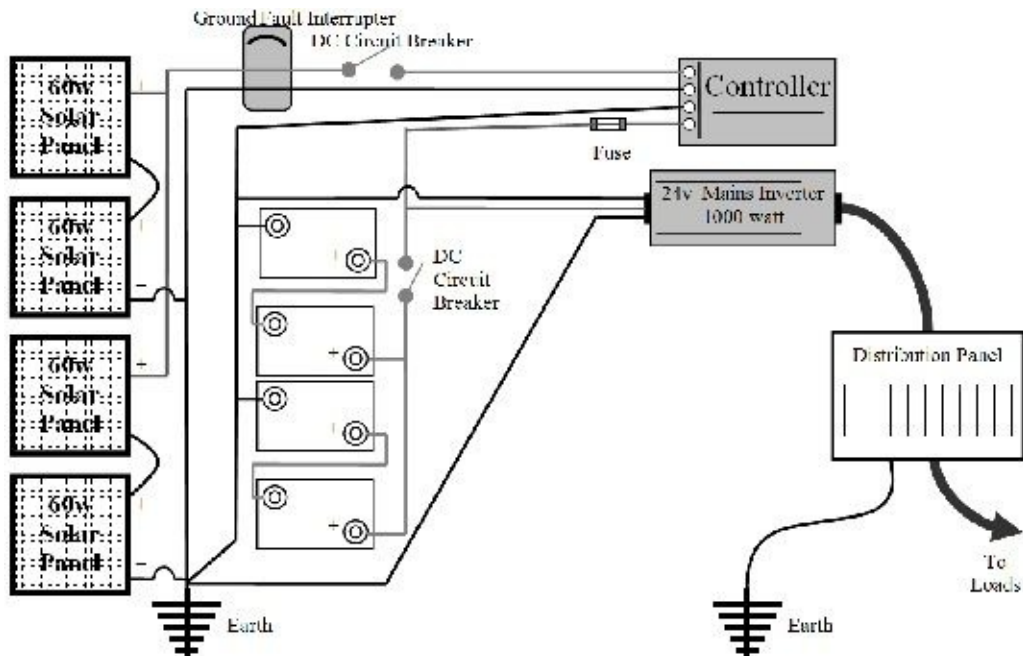 Ground Fault Interrupter
DC Circuit Breaker
60w
Solar
Panel
+
60w
Solar
Panel
+
-
60w
Solar
Panel
+
60w
Solar
Panel
+
-
Controller
Fuse
24v Mains Inverter
1000 watt
+
+
+
+
DC
Circuit
Breaker
Distribution Panel
To
Loads
Earth
Earth